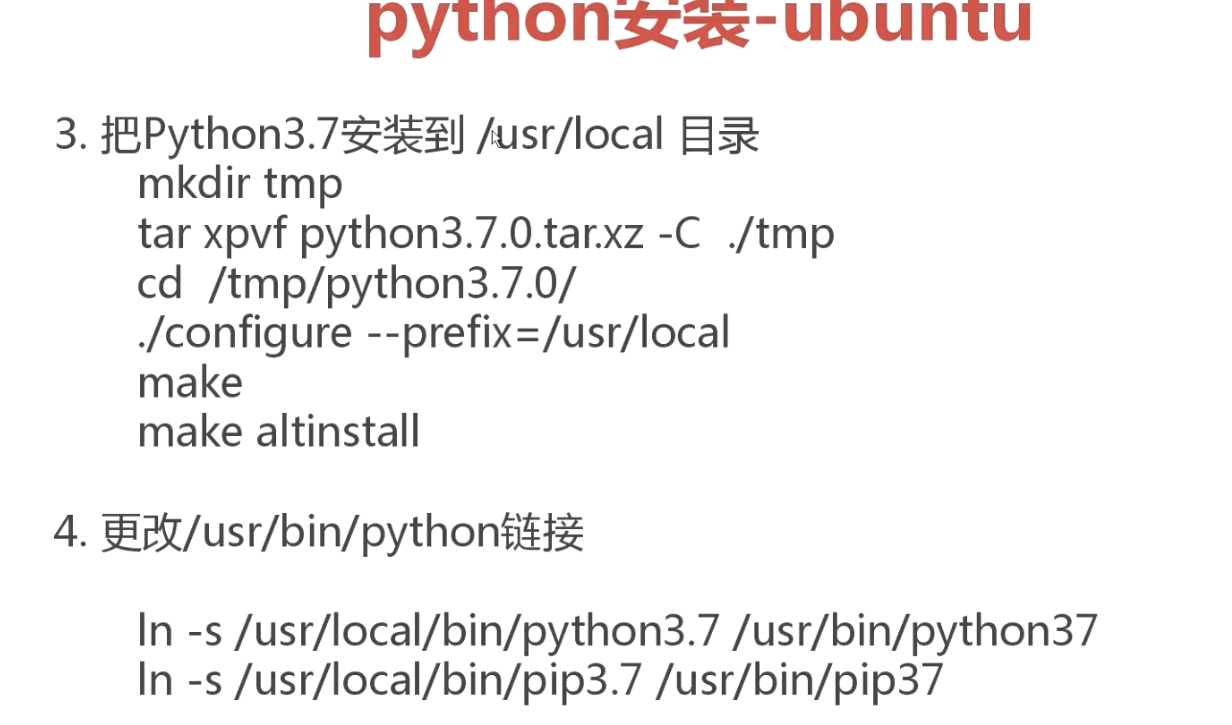 python安装-ubuntu
3. 把Python3.7安装到 /usr/local 目录
mkdir tmp
tar xpvf python3.7.0.tar.xz -C ./tmp
cd /tmp/python3.7.0/
./configure --prefix=/usr/local
make
make altinstall
4. 更改/usr/bin/python链接
ln -s /usr/local/bin/python3.7 /usr/bin/python37
ln -s /usr/local/bin/pip3.7 /usr/bin/pip37